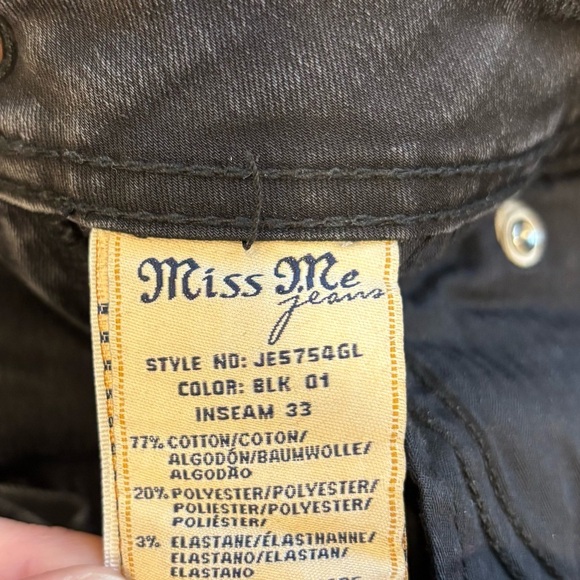 Miss Me
jeans
STYLE NO: JE5754GL
COLOR: BLK 01
INSEAM 33
77% COTTON/COTON/
ALGODÓN/BAUMWOLLE/
ALGODÃO
20% POLYESTER/POLYESTER/
POLIÉSTER/POLYESTER/
POLIÉSTER/
3% ELASTANE/ÉLASTHANNE/
ELASTANO/ELASTAN/
ELASTANO